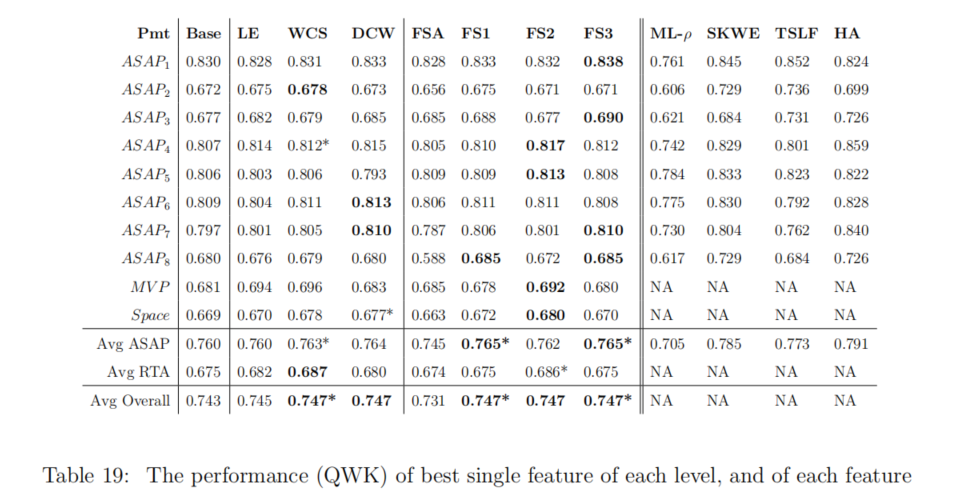 Pmt Base LE WCS DCW FSA FS1 FS2 FS3 ML-ρ SKWE TSLF HA
ASAP₁ 0.830 0.828 0.831 0.833 0.828 0.833 0.832 0.838 0.761 0.845 0.852 0.824
ASAP₂ 0.672 0.675 0.678 0.673 0.656 0.675 0.671 0.671 0.606 0.729 0.736 0.699
ASAP₃ 0.677 0.682 0.679 0.685 0.685 0.688 0.677 0.690 0.621 0.684 0.731 0.726
ASAP₄ 0.807 0.814 0.812* 0.815 0.805 0.810 0.817 0.812 0.742 0.829 0.801 0.859
ASAP₅ 0.806 0.803 0.806 0.793 0.809 0.809 0.813 0.808 0.784 0.833 0.823 0.822
ASAP₆ 0.809 0.804 0.811 0.813 0.806 0.811 0.811 0.808 0.775 0.830 0.792 0.828
ASAP₇ 0.797 0.801 0.805 0.810 0.787 0.806 0.801 0.810 0.730 0.804 0.762 0.840
ASAP₈ 0.680 0.676 0.679 0.680 0.588 0.685 0.672 0.685 0.617 0.729 0.684 0.726
MVP 0.681 0.694 0.696 0.683 0.685 0.678 0.692 0.680 NA NA NA NA
Space 0.669 0.670 0.678 0.677* 0.663 0.672 0.680 0.670 NA NA NA NA
Avg ASAP 0.760 0.760 0.763* 0.764 0.745 0.765* 0.762 0.765* 0.705 0.785 0.773 0.791
Avg RTA 0.675 0.682 0.687 0.680 0.674 0.675 0.686* 0.675 NA NA NA NA
Avg Overall 0.743 0.745 0.747* 0.747 0.731 0.747* 0.747 0.747* NA NA NA NA
Table 19: The performance (QWK) of best single feature of each level, and of each feature